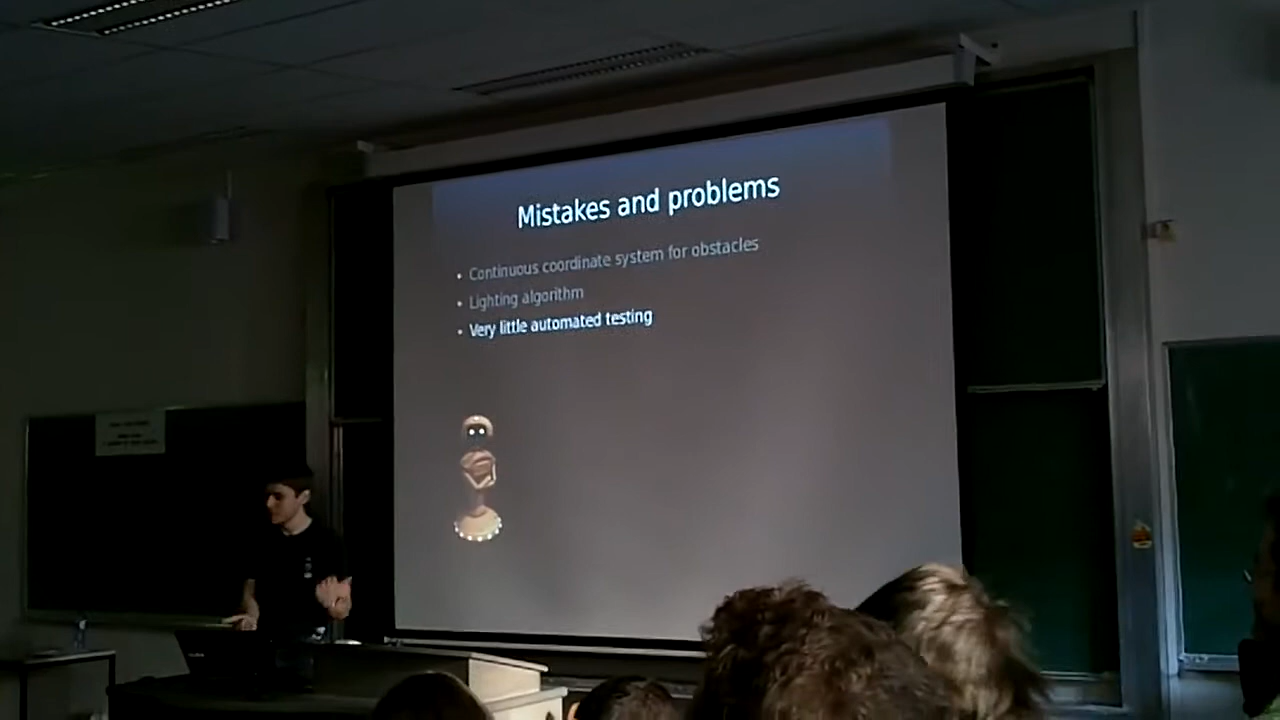 Mistakes and problems
• Continuous coordinate system for obstacles
• Lighting algorithm
• Very little automated testing